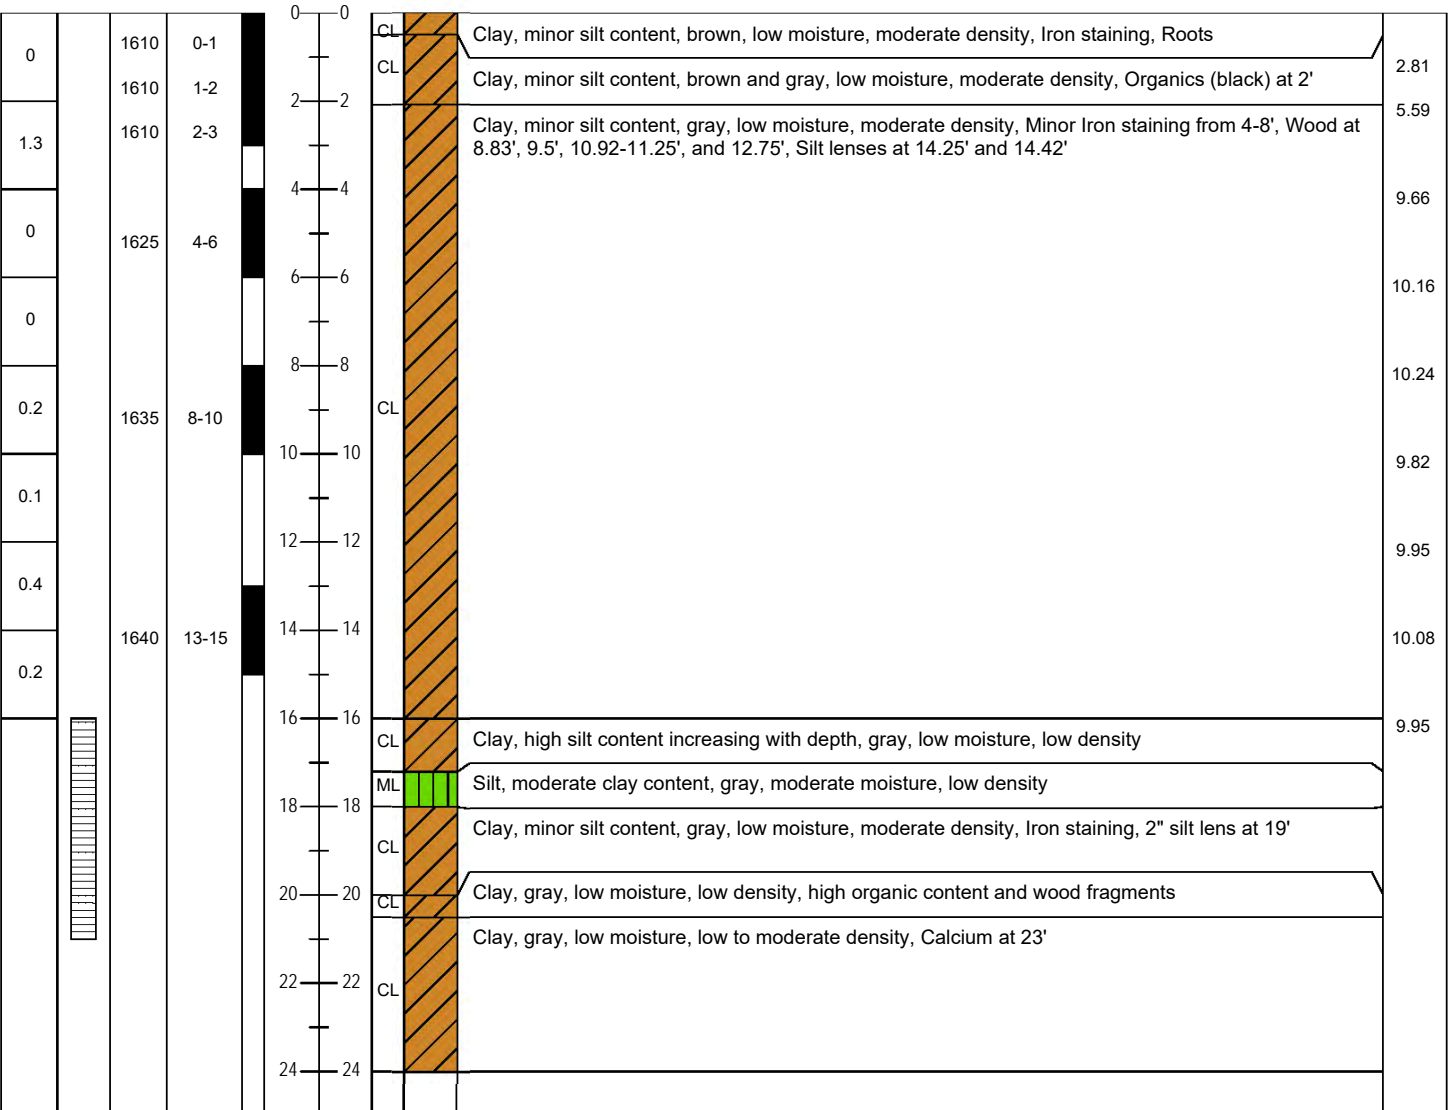 0 0
CL Clay, minor silt content, brown, low moisture, moderate density, Iron staining, Roots
1610 0-1
0
CL 2.81
Clay, minor silt content, brown and gray, low moisture, moderate density, Organics (black) at 2'
1610 1-2
2 2
5.59
Clay, minor silt content, gray, low moisture, moderate density, Minor Iron staining from 4-8', Wood at
1610 2-3
1.3
8.83', 9.5', 10.92-11.25', and 12.75', Silt lenses at 14.25' and 14.42'
4 4
9.66
0
1625 4-6
6 6
10.16
0
8 8
10.24
0.2 CL
1635 8-10
10 10
9.82
0.1
12 12
9.95
0.4
14 14
1640 13-15 10.08
0.2
16 16
9.95
CL Clay, high silt content increasing with depth, gray, low moisture, low density
ML Silt, moderate clay content, gray, moderate moisture, low density
18 18
Clay, minor silt content, gray, low moisture, moderate density, Iron staining, 2" silt lens at 19'
CL
20 20
Clay, gray, low moisture, low density, high organic content and wood fragments
CL
Clay, gray, low moisture, low to moderate density, Calcium at 23'
22 22
CL
24 24